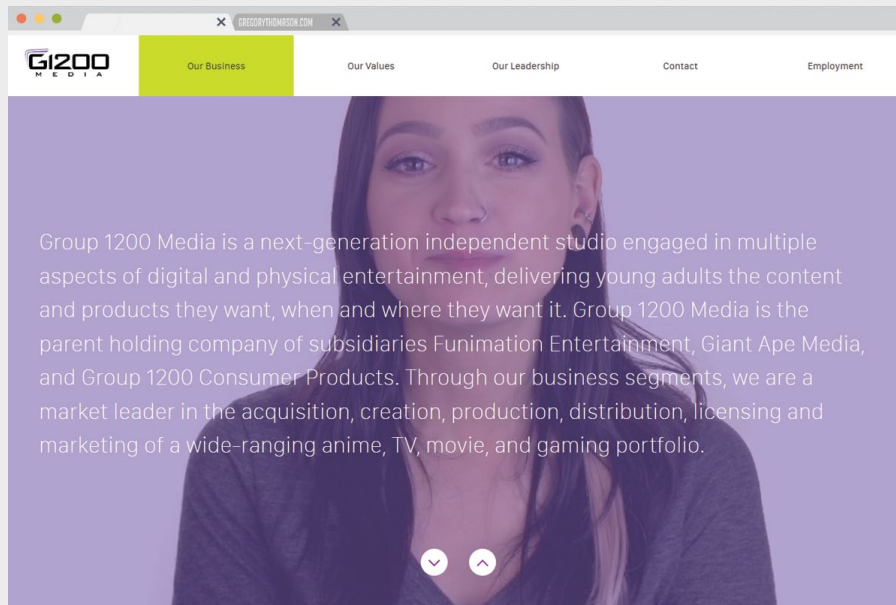 GREGORYTHOMASON.COM
G1200
MEDIA
Our Business
Our Values
Our Leadership
Contact
Employment
Group 1200 Media is a next-generation independent studio engaged in multiple
aspects of digital and physical entertainment, delivering young adults the content
and products they want, when and where they want it. Group 1200 Media is the
parent holding company of subsidiaries Funimation Entertainment, Giant Ape Media,
and Group 1200 Consumer Products. Through our business segments, we are a
market leader in the acquisition, creation, production, distribution, licensing and
marketing of a wide-ranging anime, TV, movie, and gaming portfolio.